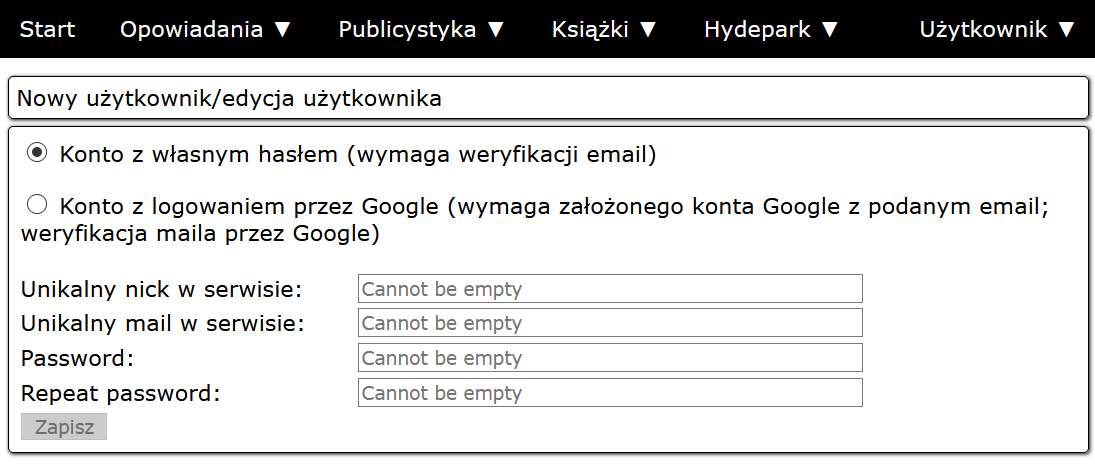 Start Opowiadania ▼ Publicystyka ▼ Książki ▼ Hydepark ▼ Użytkownik ▼
Nowy użytkownik/edycja użytkownika
Konto z własnym hasłem (wymaga weryfikacji email)
Konto z logowaniem przez Google (wymaga założonego konta Google z podanym email;
weryfikacja maila przez Google)
Unikalny nick w serwisie: Cannot be empty
Unikalny mail w serwisie: Cannot be empty
Password: Cannot be empty
Repeat password: Cannot be empty
Zapisz